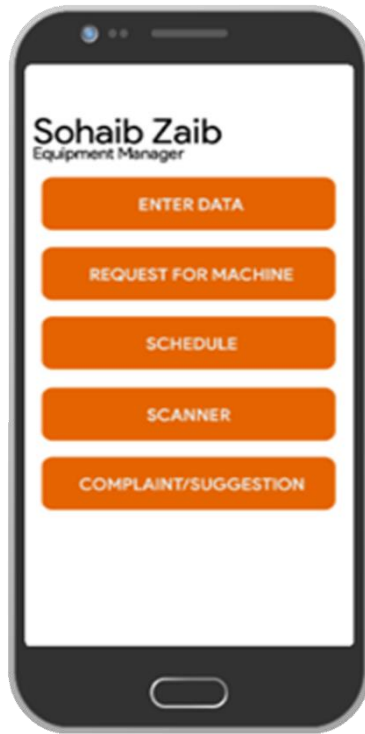 Sohaib Zaib
Equipment Manager
ENTER DATA
REQUEST FOR MACHINE
SCHEDULE
SCANNER
COMPLAINT/SUGGESTION